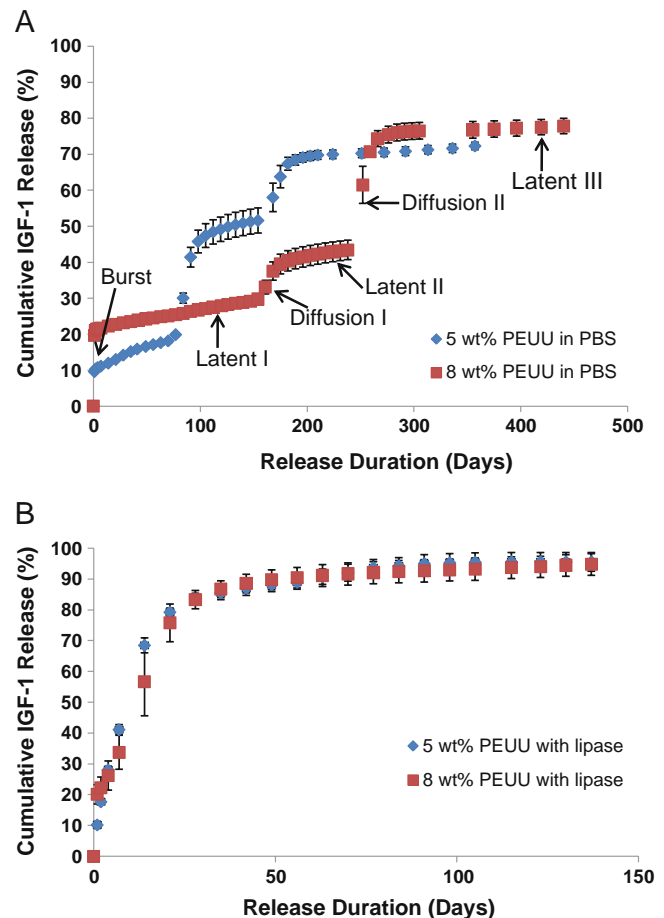 A
Cumulative IGF-1 Release (%)
100
90
80
70
60
50
40
30
20
10
0
Burst
Latent I
Diffusion I
Latent II
Diffusion II
Latent III
5 wt% PEUU in PBS
8 wt% PEUU in PBS
0
100
200
300
400
500
Release Duration (Days)
B
Cumulative IGF-1 Release (%)
100
90
80
70
60
50
40
30
20
10
0
5 wt% PEUU with lipase
8 wt% PEUU with lipase
0
50
100
150
Release Duration (Days)